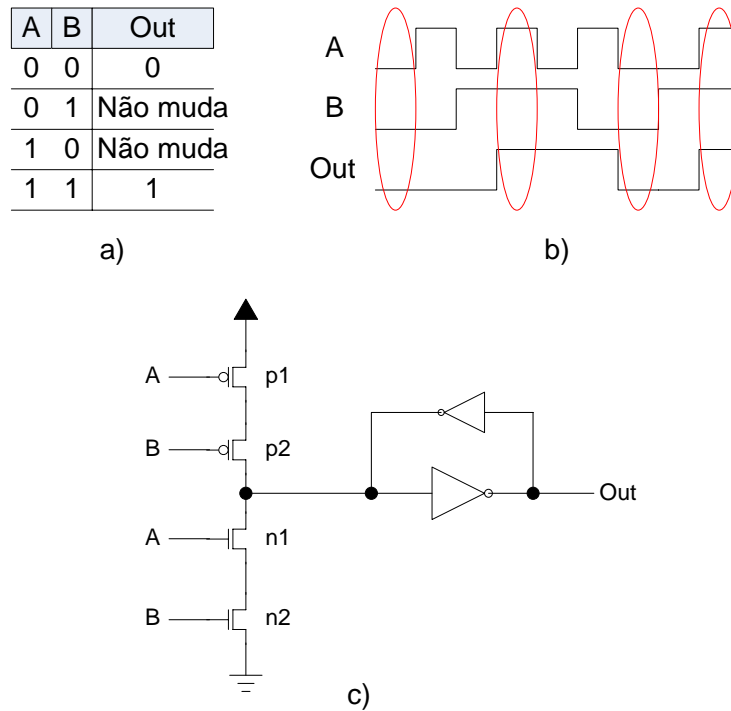 A B Out
0 0 0
0 1 Não muda
1 0 Não muda
1 1 1
a)
A
B
Out
b)
A p1
B p2
A n1
B n2
Out
c)